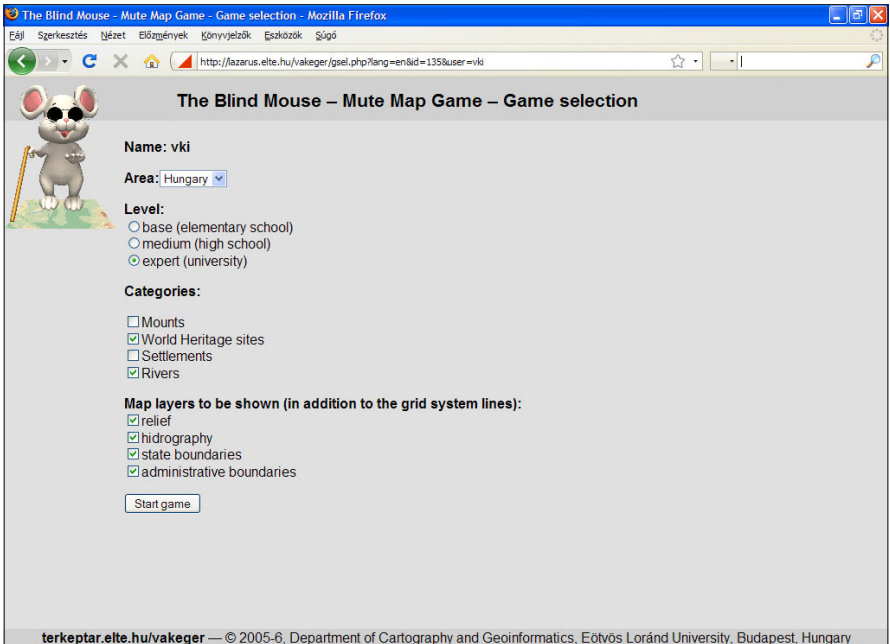 The Blind Mouse - Mute Map Game - Game selection - Mozilla Firefox
Fájl Szerkesztés Nézet Előzmények Könyvjelzők Eszközök Súgó
http://lazarus.elte.hu/vakeger/gsel.php?lang=en&id=135&user=vki
The Blind Mouse – Mute Map Game – Game selection
Name: vki
Area: Hungary
Level:
base (elementary school)
medium (high school)
expert (university)
Categories:
Mounts
World Heritage sites
Settlements
Rivers
Map layers to be shown (in addition to the grid system lines):
relief
hidrography
state boundaries
administrative boundaries
Start game
terkeptar.elte.hu/vakeger — © 2005-6, Department of Cartography and Geoinformatics, Eötvös Loránd University, Budapest, Hungary